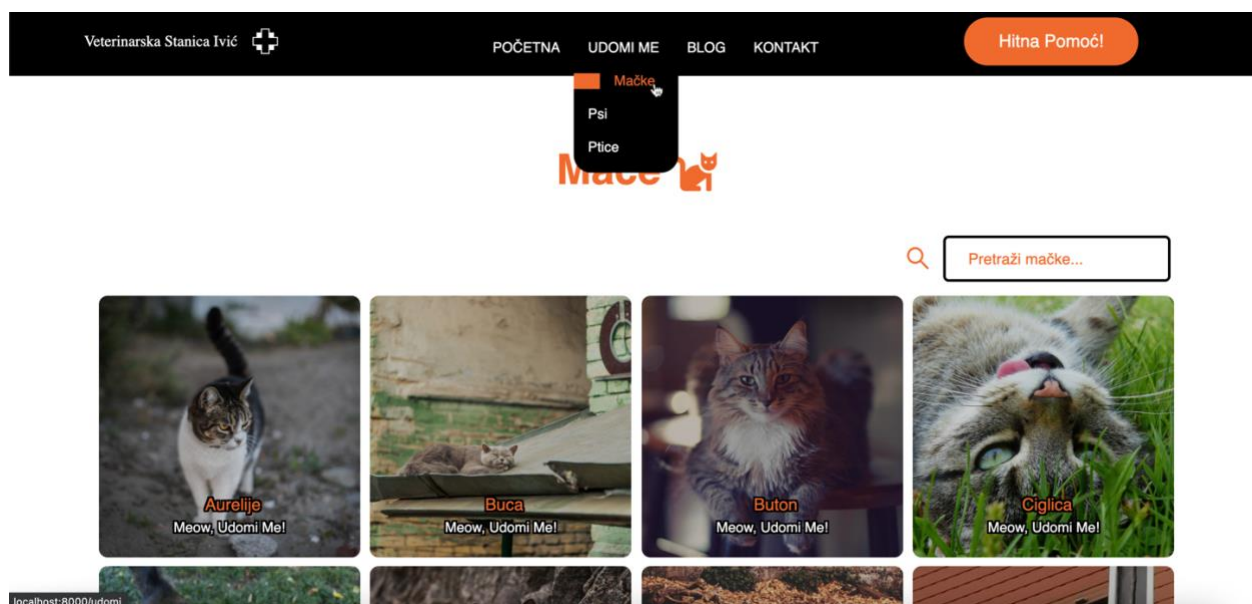 Veterinarska Stanica Ivić
POČETNA UDOMI ME BLOG KONTAKT
Hitna Pomoć!
Mačke
Psi
Ptice
Mače
Pretraži mačke...
Aurelije
Meow, Udomi Me!
Buca
Meow, Udomi Me!
Buton
Meow, Udomi Me!
Ciglica
Meow, Udomi Me!
localhost:8000/udomi